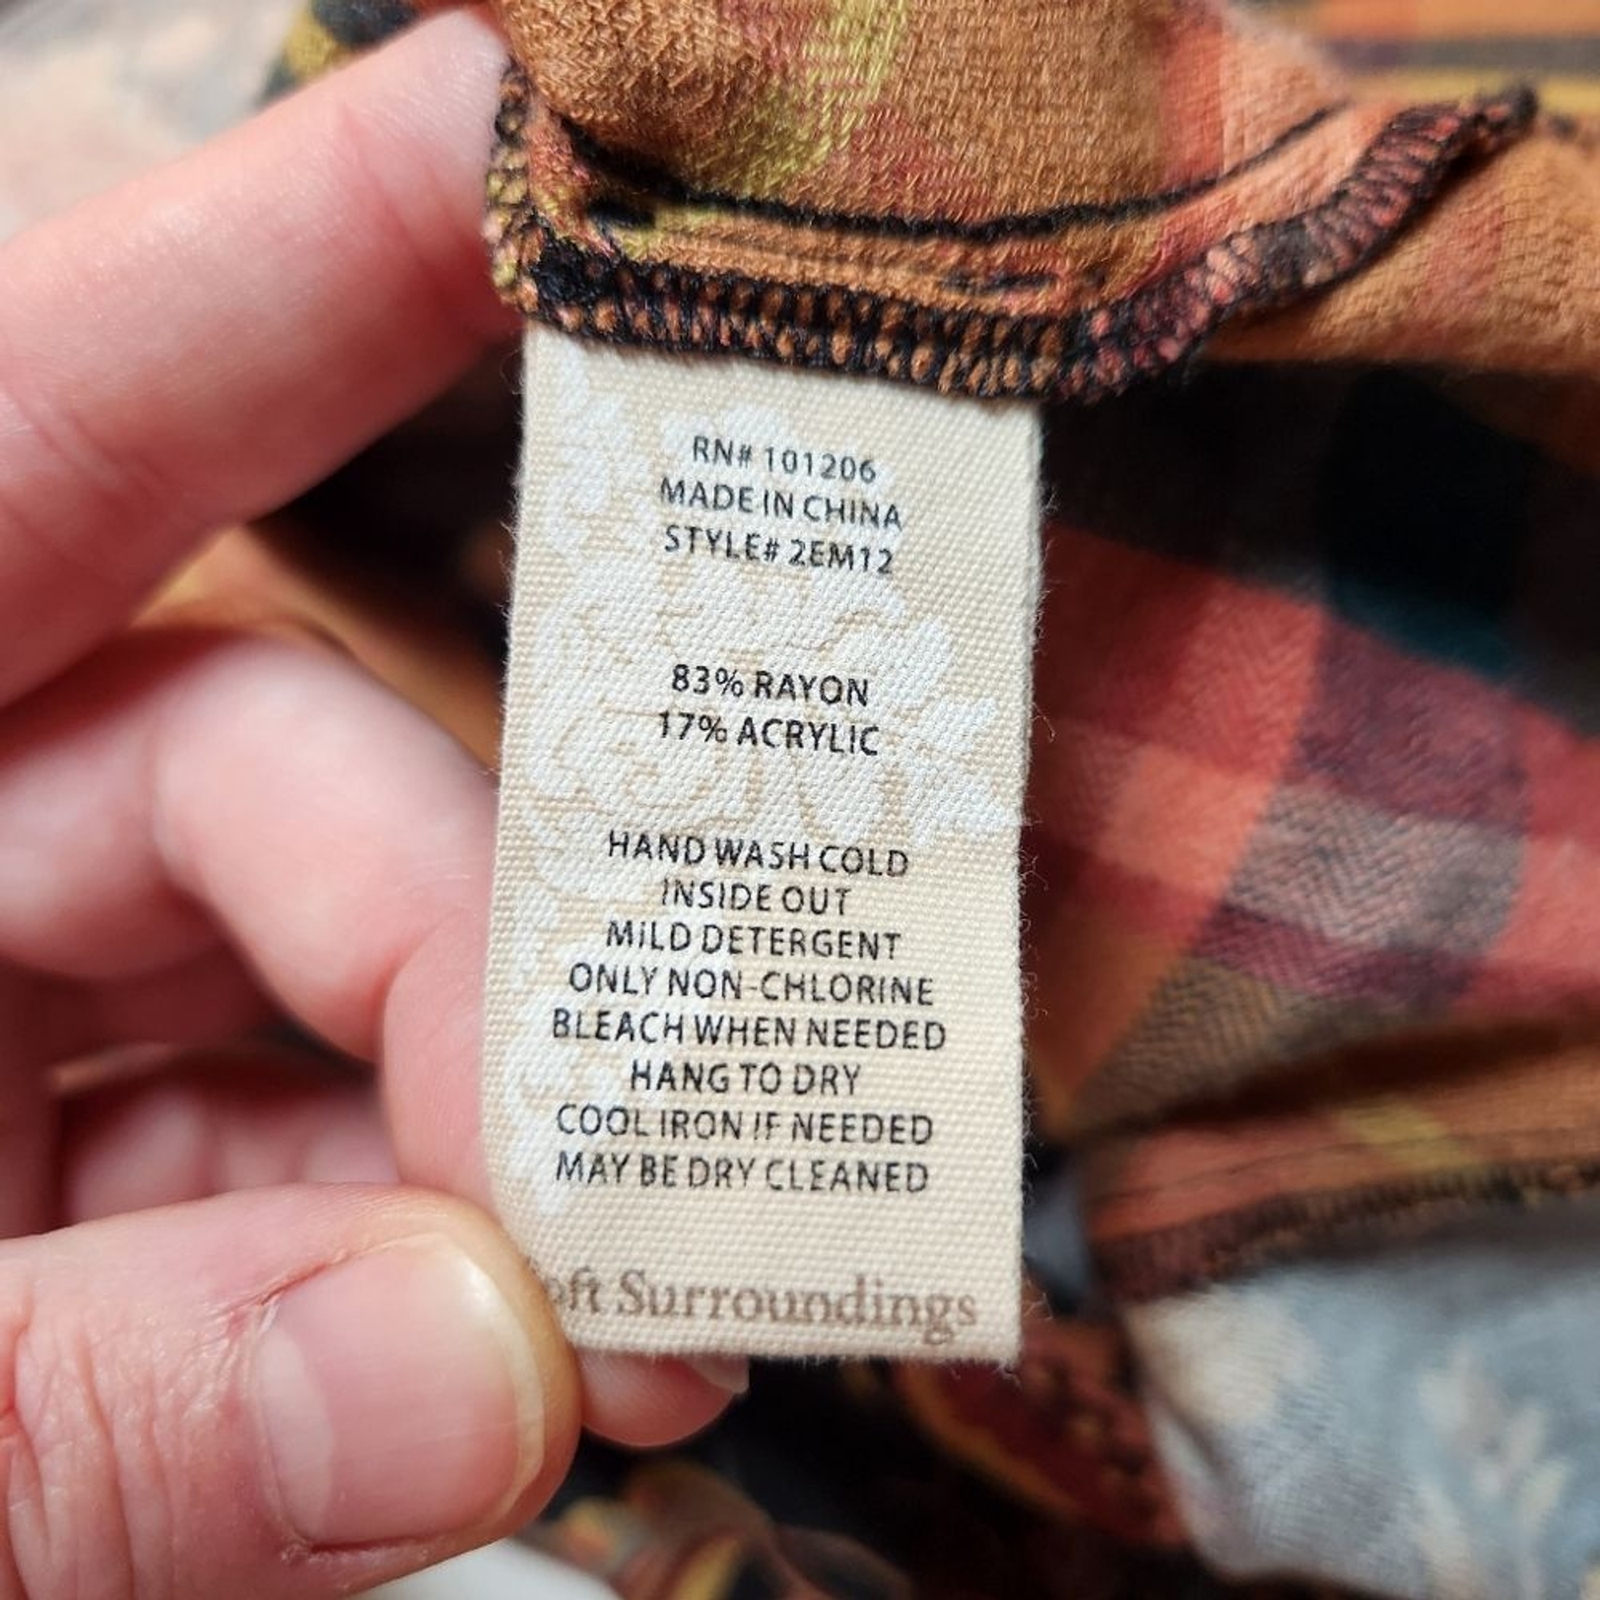 RN# 101206
MADE IN CHINA
STYLE# 2EM12
83% RAYON
17% ACRYLIC
HAND WASH COLD
INSIDE OUT
MILD DETERGENT
ONLY NON-CHLORINE
BLEACH WHEN NEEDED
HANG TO DRY
COOL IRON IF NEEDED
MAY BE DRY CLEANED
oft Surroundings